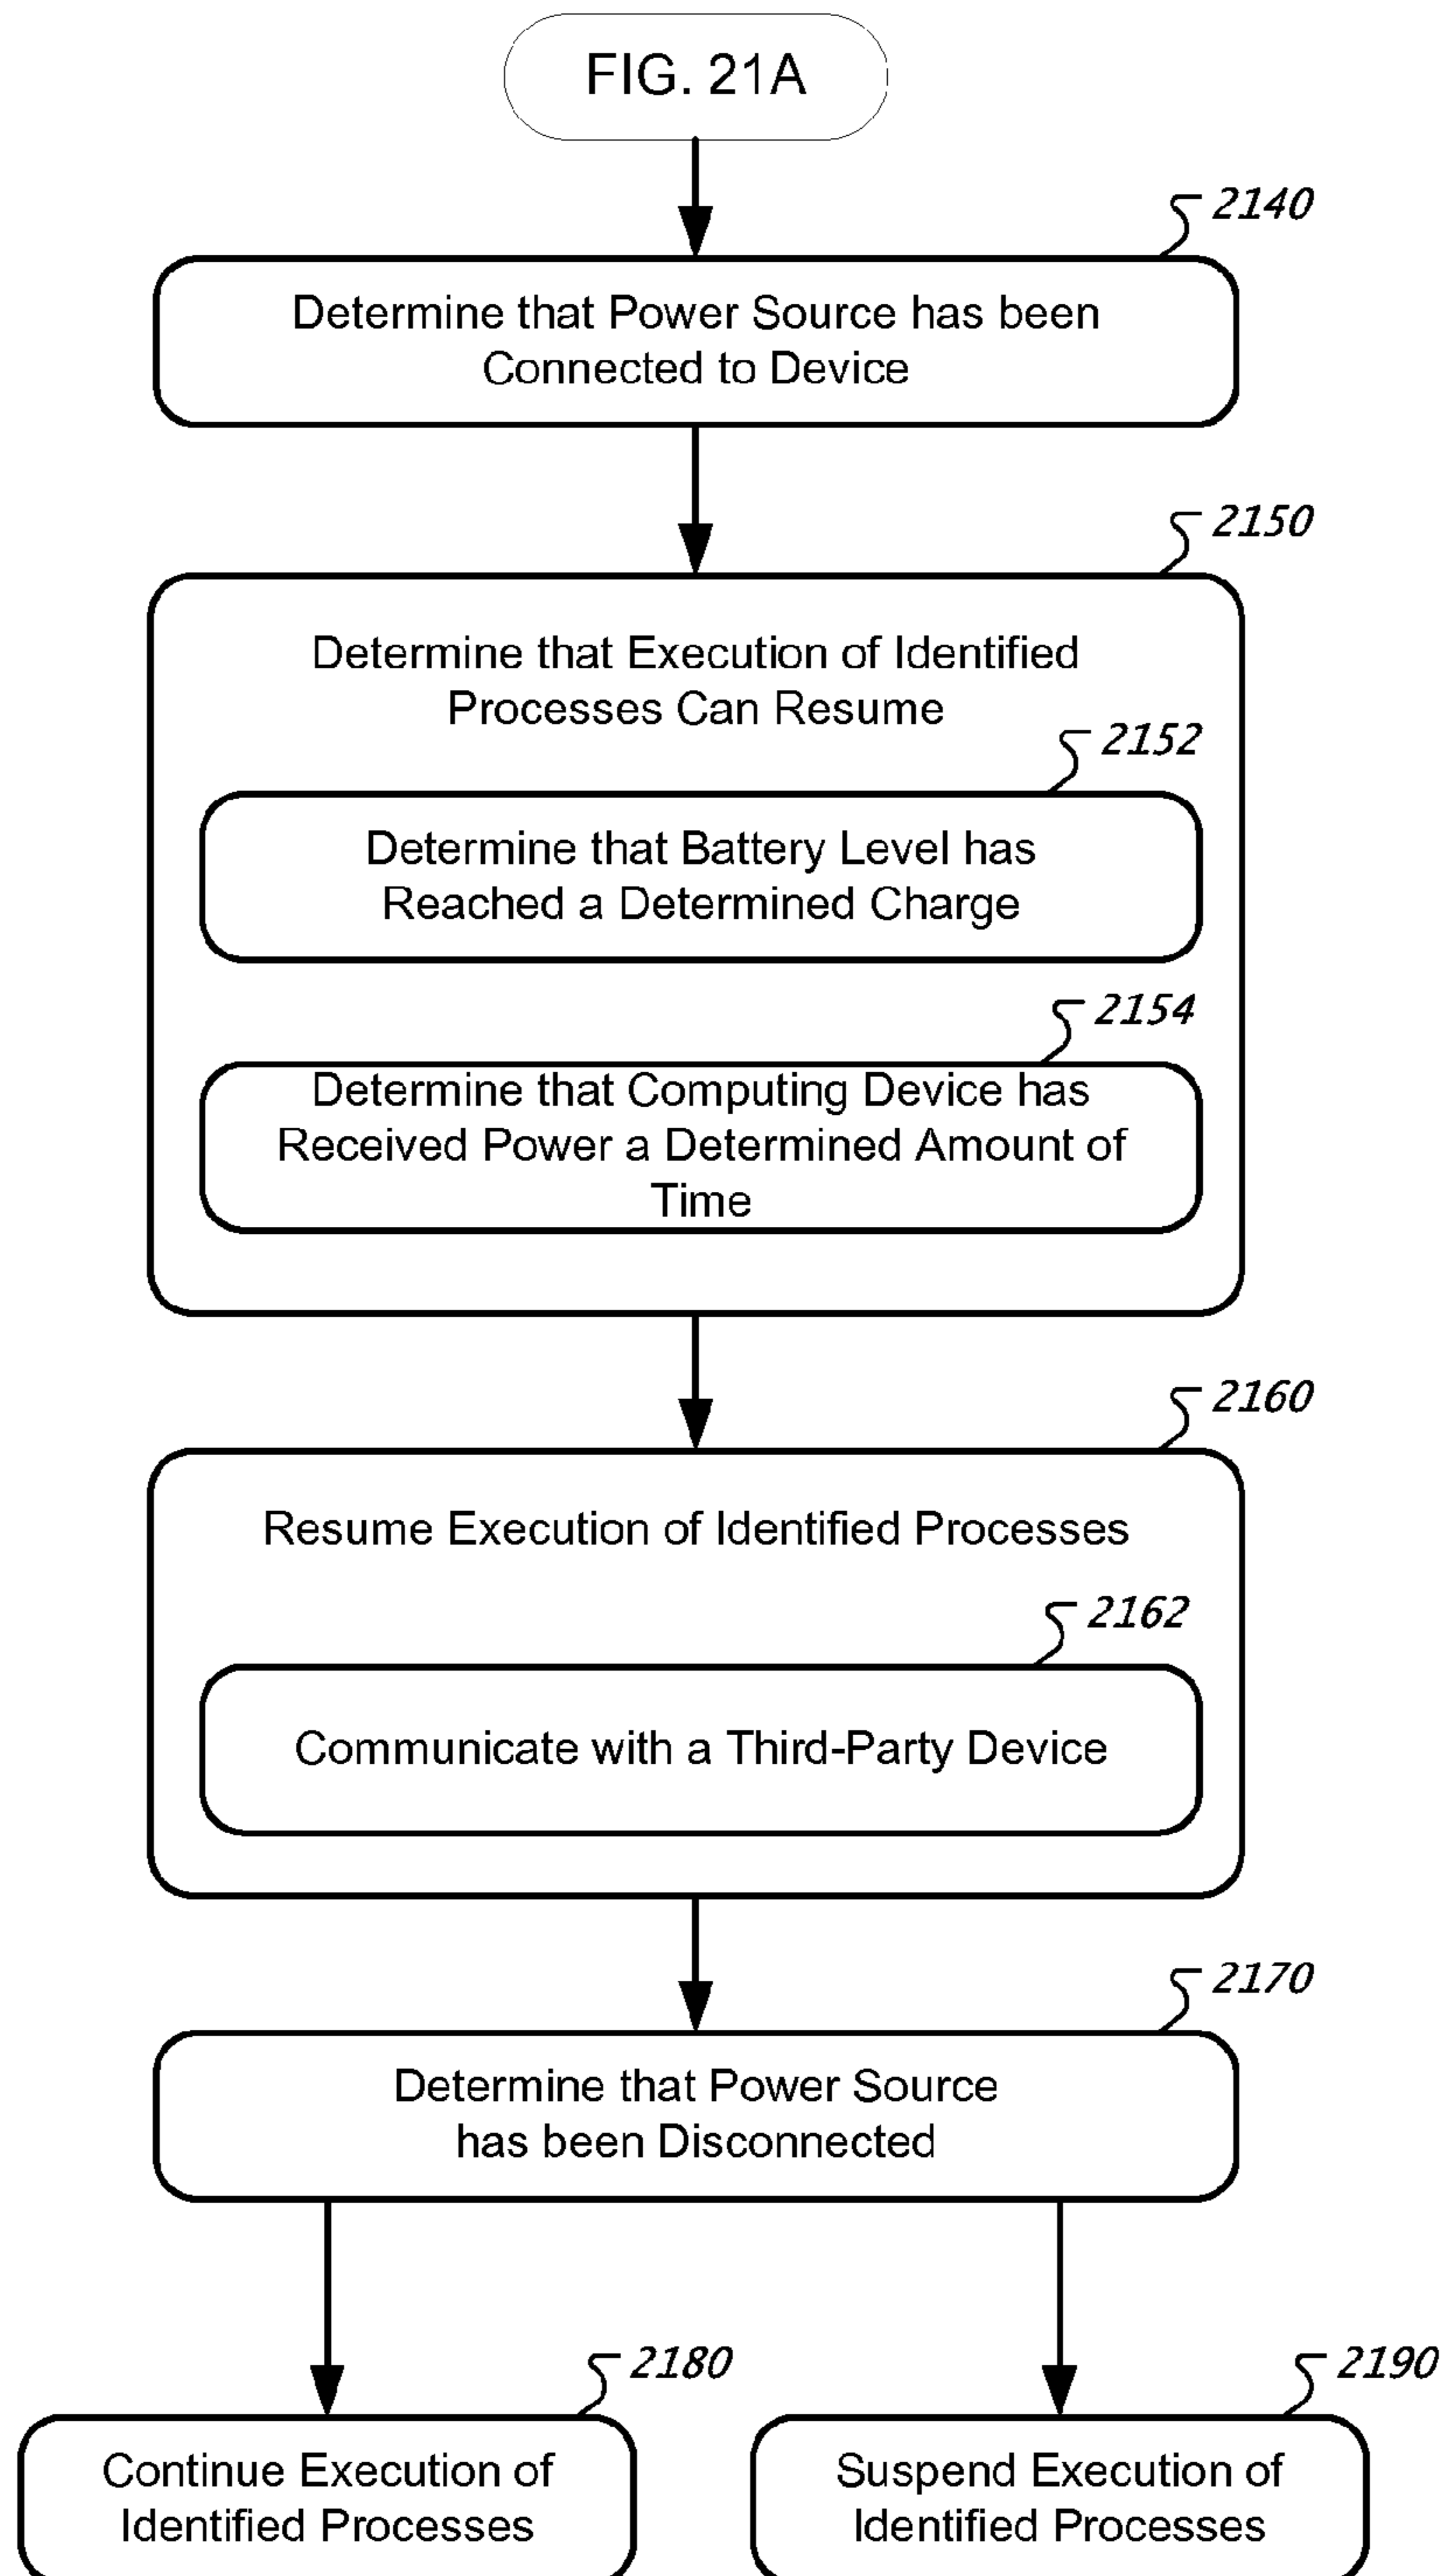 FIG. 21A
2140
Determine that Power Source has been
Connected to Device
2150
Determine that Execution of Identified
Processes Can Resume
2152
Determine that Battery Level has
Reached a Determined Charge
2154
Determine that Computing Device has
Received Power a Determined Amount of
Time
2160
Resume Execution of Identified Processes
2162
Communicate with a Third-Party Device
2170
Determine that Power Source
has been Disconnected
2180
Continue Execution of
Identified Processes
2190
Suspend Execution of
Identified Processes